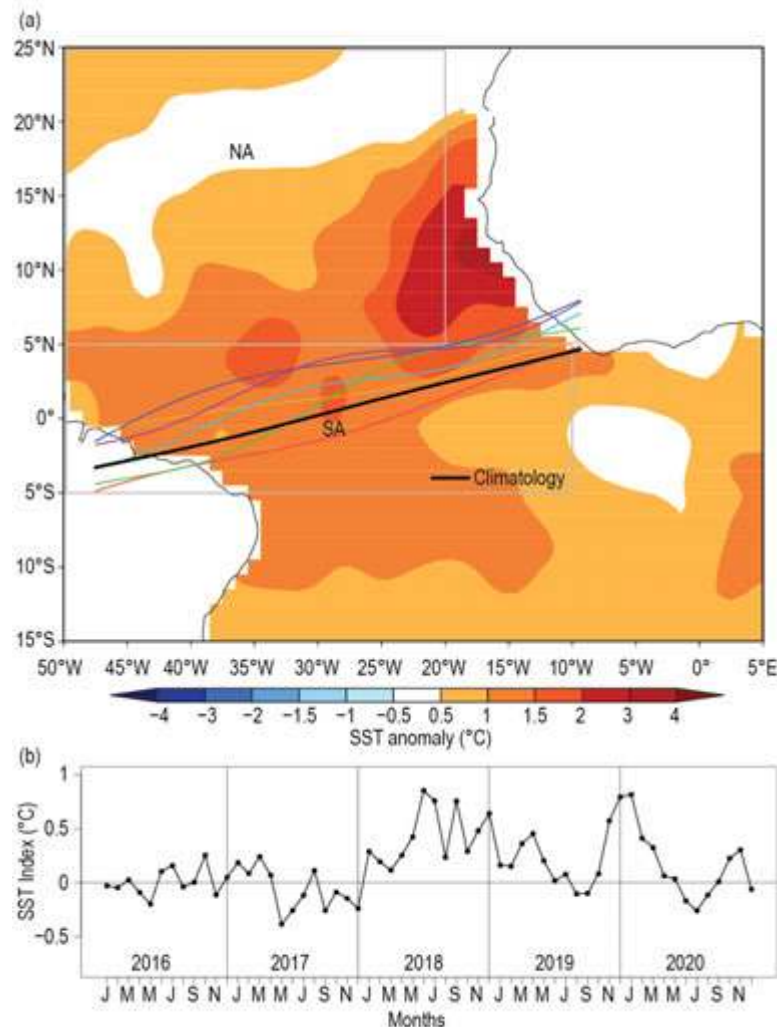 (a)
25°N
20°N
15°N
10°N
5°N
0°
5°S
10°S
15°S
NA
SA
Climatology
50°W 45°W 40°W 35°W 30°W 25°W 20°W 15°W 10°W 5°W 0° 5°E
−4 −3 −2 −1.5 −1 −0.5 0.5 1 1.5 2 3 4
SST anomaly (°C)
(b)
SST Index (°C)
1
0.5
0
−0.5
2016 2017 2018 2019 2020
J M M J S N J M M J S N J M M J S N J M M J S N J M M J S N
Months